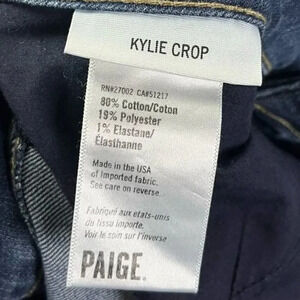 KYLIE CROP
RN#27002 CA#51217
80% Cotton/Coton
19% Polyester
1% Elastane/
Élasthanne
Made in the USA
of imported fabric.
See care on reverse.
Fabriqué aux etats-unis
du tissu importe.
Voir le soin sur l'inverse
PAIGE.